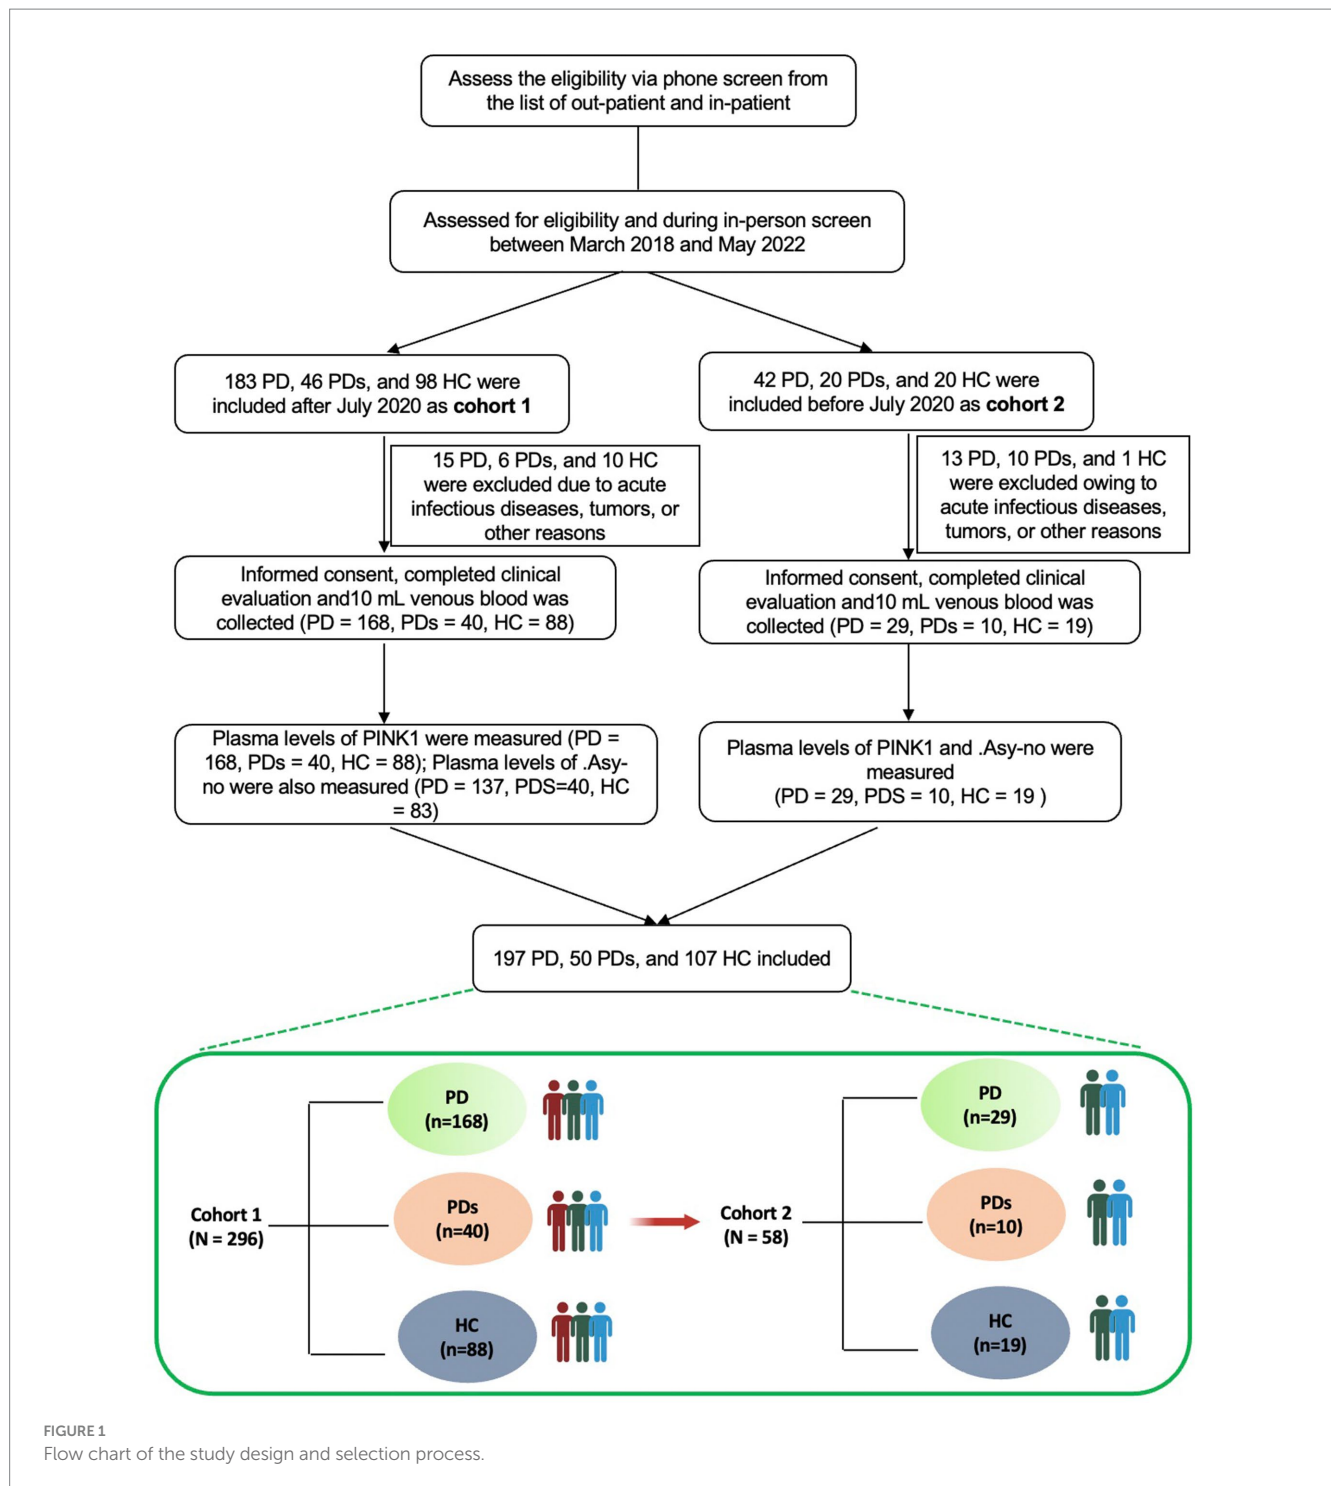 Assess the eligibility via phone screen from
the list of out-patient and in-patient
Assessed for eligibility and during in-person screen
between March 2018 and May 2022
183 PD, 46 PDs, and 98 HC were
included after July 2020 as cohort 1
42 PD, 20 PDs, and 20 HC were
included before July 2020 as cohort 2
15 PD, 6 PDs, and 10 HC
were excluded due to acute
infectious diseases, tumors, or
other reasons
13 PD, 10 PDs, and 1 HC
were excluded owing to
acute infectious diseases,
tumors, or other reasons
Informed consent, completed clinical
evaluation and10 mL venous blood was
collected (PD = 168, PDs = 40, HC = 88)
Informed consent, completed clinical
evaluation and10 mL venous blood was
collected (PD = 29, PDs = 10, HC = 19)
Plasma levels of PINK1 were measured (PD =
168, PDs = 40, HC = 88); Plasma levels of .Asy-
no were also measured (PD = 137, PDS=40, HC
= 83)
Plasma levels of PINK1 and .Asy-no were
measured
(PD = 29, PDS = 10, HC = 19 )
197 PD, 50 PDs, and 107 HC included
Cohort 1
(N = 296)
PD
(n=168)
PDs
(n=40)
HC
(n=88)
Cohort 2
(N = 58)
PD
(n=29)
PDs
(n=10)
HC
(n=19)
FIGURE 1
Flow chart of the study design and selection process.